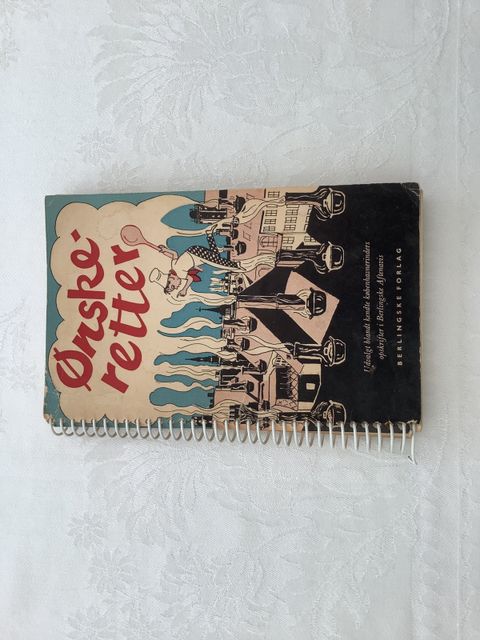 Ønske-
retter
Udvalgt blandt kendte københavnerinders
opskrifter i Berlingske Aftenavis
BERLINGSKE FORLAG